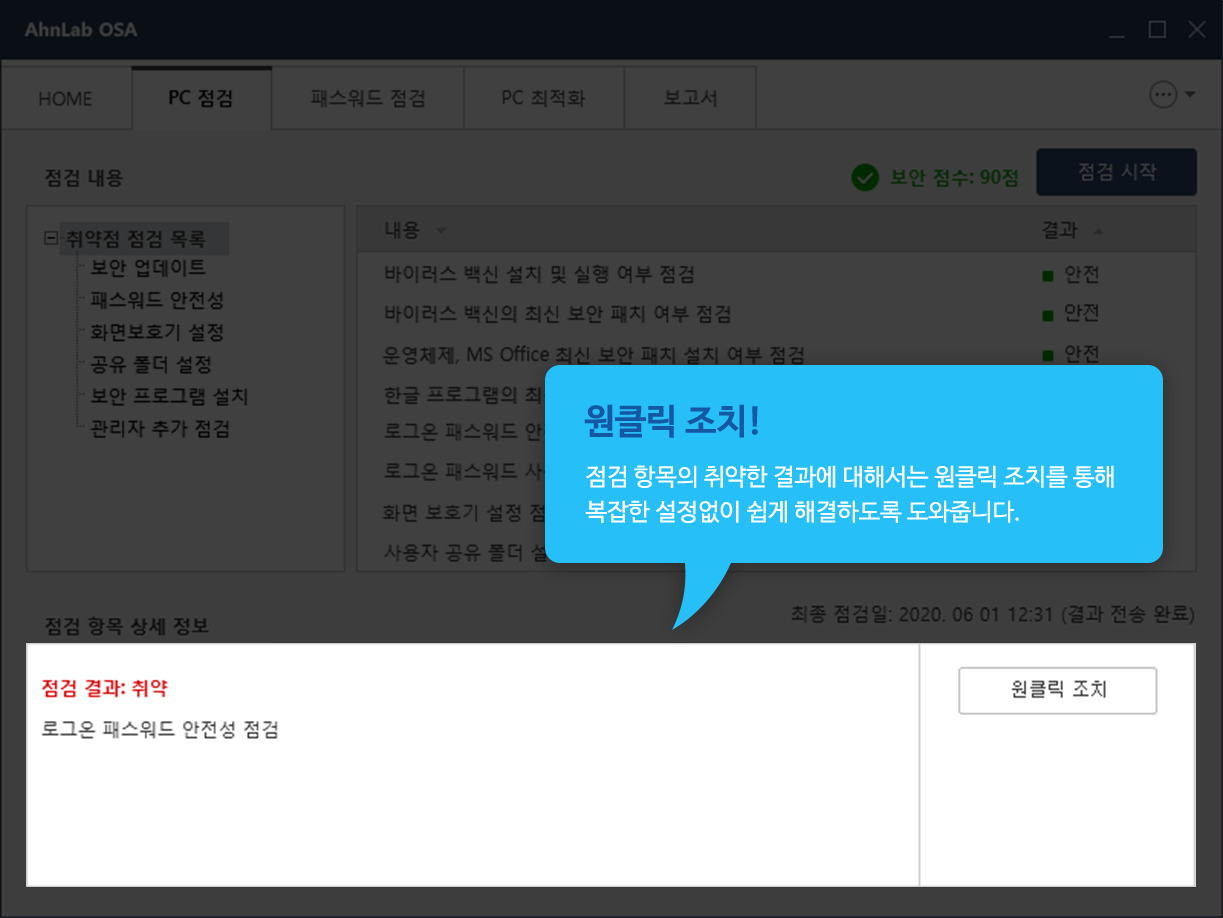 AhnLab OSA
HOME
PC 점검
패스워드 점검
PC 최적화
보고서
점검 내용
보안 점수: 90점
점검 시작
취약점 점검 목록
보안 업데이트
패스워드 안전성
화면보호기 설정
공유 폴더 설정
보안 프로그램 설치
관리자 추가 점검
내용
결과
바이러스 백신 설치 및 실행 여부 점검
안전
바이러스 백신의 최신 보안 패치 여부 점검
안전
운영체제, MS Office 최신 보안 패치 설치 여부 점검
안전
한글 프로그램의
로그온 패스워드
로그온 패스워드
화면 보호기 설정
사용자 공유 폴더
원클릭 조치!
점검 항목의 취약한 결과에 대해서는 원클릭 조치를 통해
복잡한 설정없이 쉽게 해결하도록 도와줍니다.
최종 점검일: 2020. 06 01 12:31 (결과 전송 완료)
점검 항목 상세 정보
점검 결과: 취약
로그온 패스워드 안전성 점검
원클릭 조치